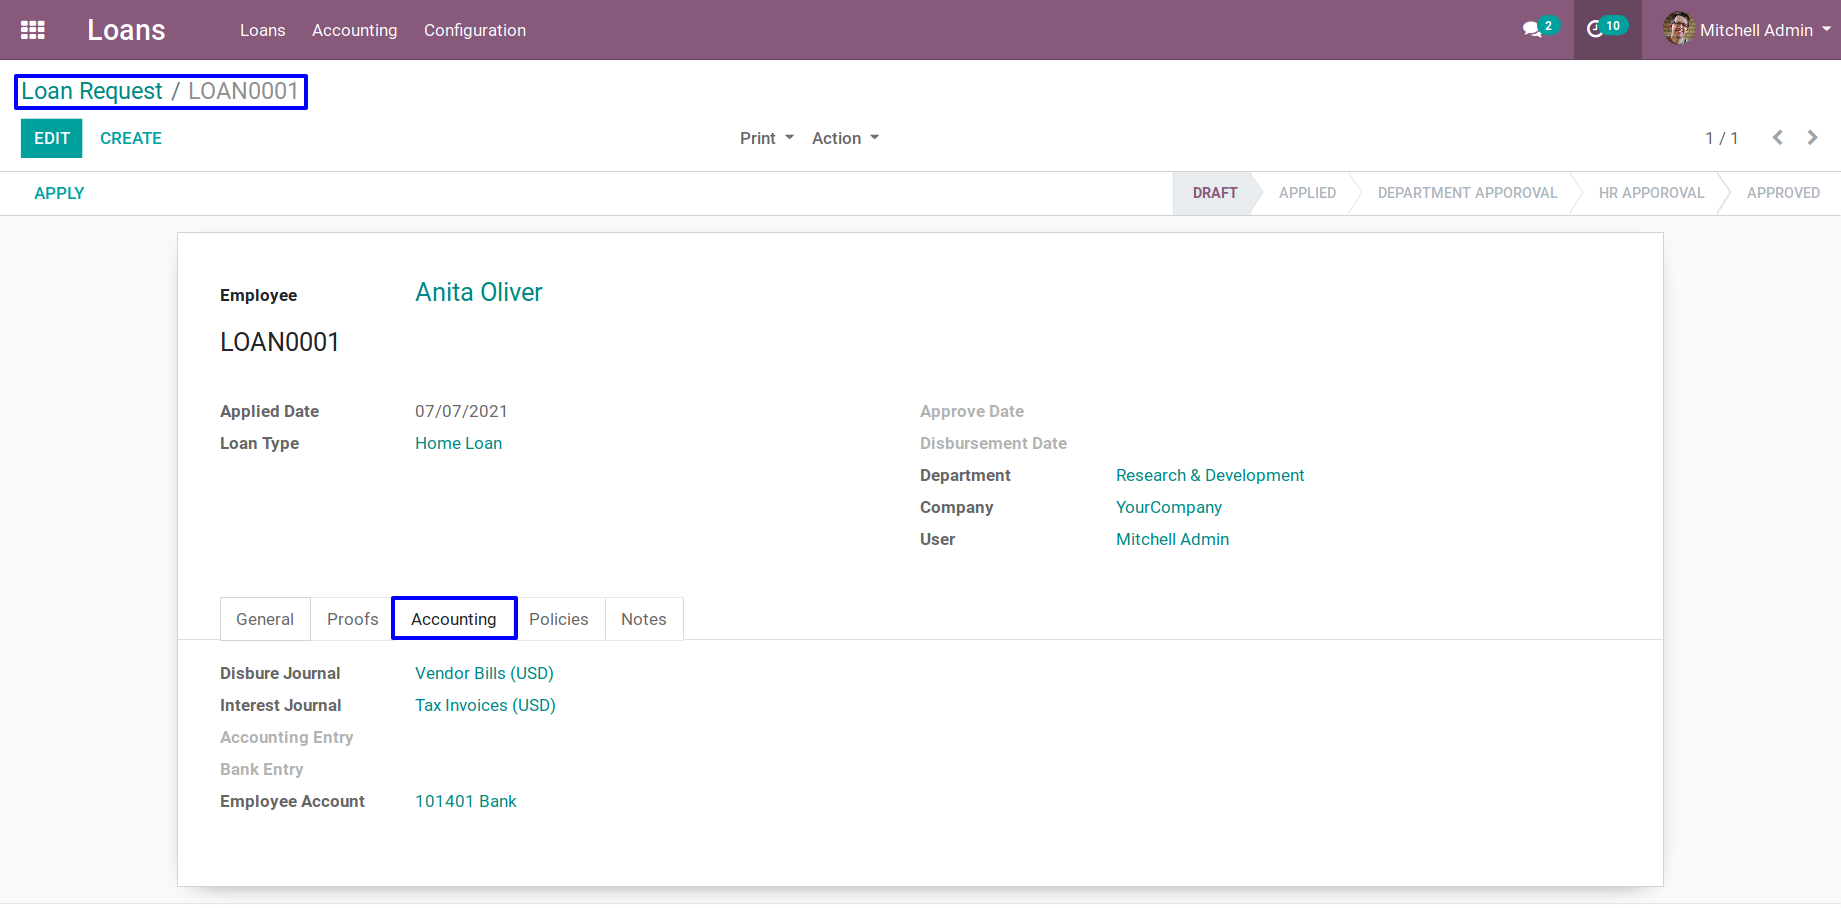 Loans Loans Accounting Configuration 2 10 Mitchell Admin
Loan Request / LOAN0001
EDIT CREATE Print Action 1 / 1
APPLY DRAFT APPLIED DEPARTMENT APPOROVAL HR APPOROVAL APPROVED
Employee Anita Oliver
LOAN0001
Applied Date 07/07/2021 Approve Date
Loan Type Home Loan Disbursement Date
Department Research & Development
Company YourCompany
User Mitchell Admin
General Proofs Accounting Policies Notes
Disbure Journal Vendor Bills (USD)
Interest Journal Tax Invoices (USD)
Accounting Entry
Bank Entry
Employee Account 101401 Bank